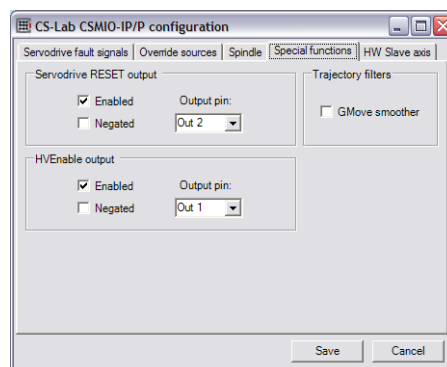 CS-Lab CSMIO-IP/P configuration
Servodrive fault signals Override sources Spindle Special functions HW Slave axis
Servodrive RESET output
Enabled
Output pin:
Negated
Out 2
Trajectory filters
GMove smoother
HVEnable output
Enabled
Output pin:
Negated
Out 1
Save
Cancel